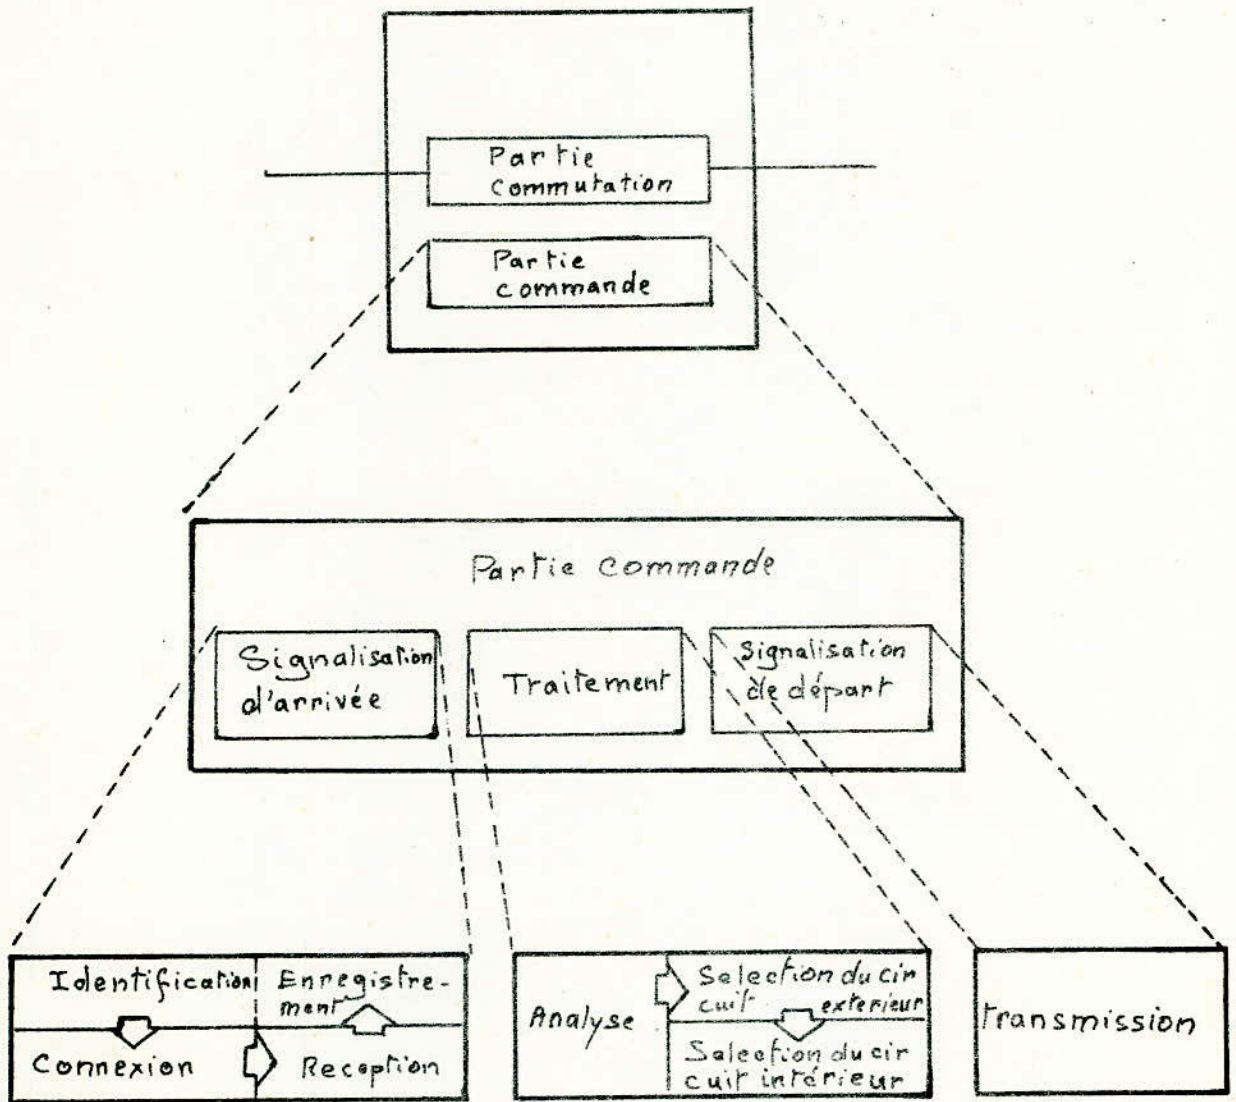 Partie
commutation
Partie
commande
Partie commande
Signalisation
d'arrivée
Traitement
Signalisation
de départ
Identification
Enregistre-
ment
Connexion
Reception
Analyse
Selection du cir
cuit exterieur
Selection du cir
cuit intérieur
transmission